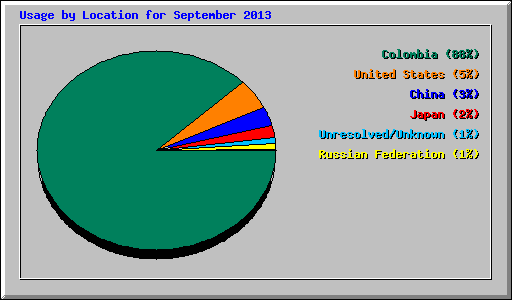 Usage by Location for September 2013
Colombia (88%)
United States (5%)
China (3%)
Japan (2%)
Unresolved/Unknown (1%)
Russian Federation (1%)